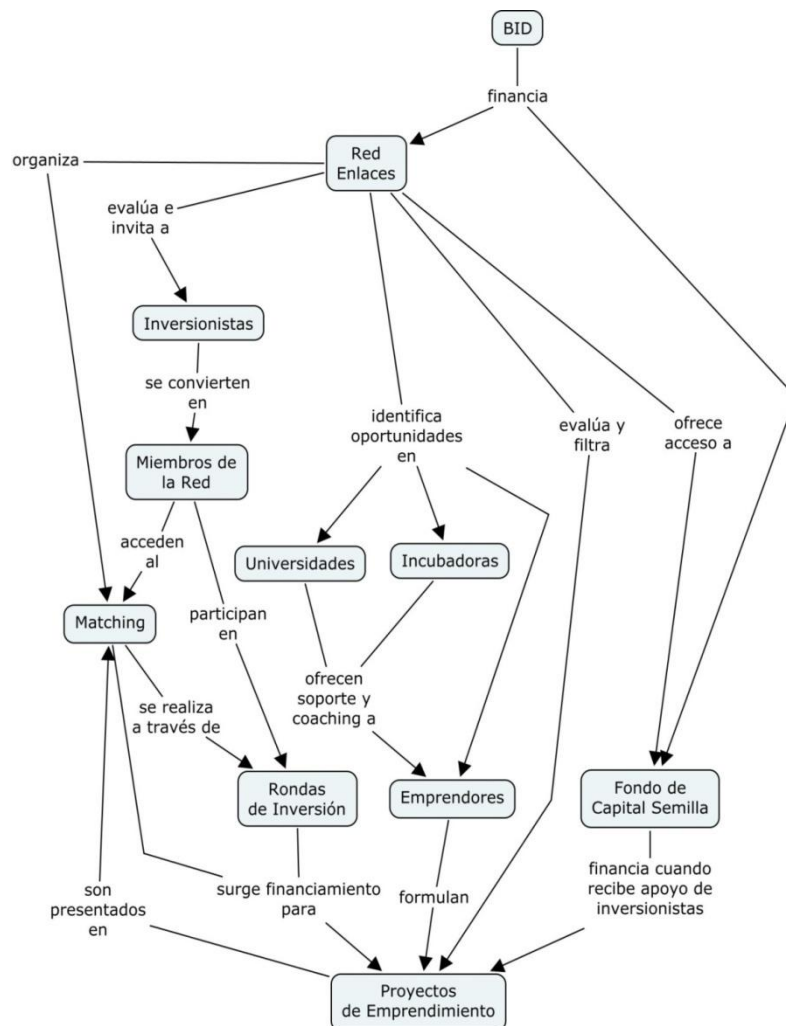 BID
financia
organiza
Red
Enlaces
evalúa e
invita a
Inversionistas
se convierten
en
identifica
oportunidades
en
evalúa y
filtra
ofrece
acceso a
Miembros de
la Red
acceden
al
Universidades
Incubadoras
Matching
participan
en
ofrecen
soporte y
coaching a
se realiza
a través de
Rondas
de Inversión
Emprendores
Fondo de
Capital Semilla
son
presentados
en
surge financiamiento
para
formulan
financia cuando
recibe apoyo de
inversionistas
Proyectos
de Emprendimiento